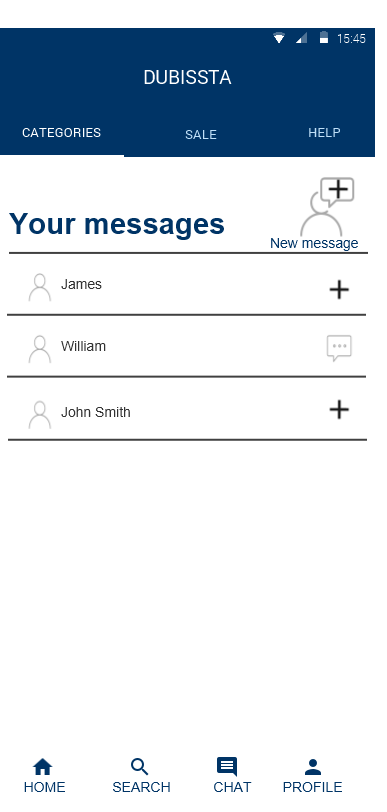 15:45
DUBISSTA
CATEGORIES SALE HELP
Your messages
New message
James
William
John Smith
HOME SEARCH CHAT PROFILE